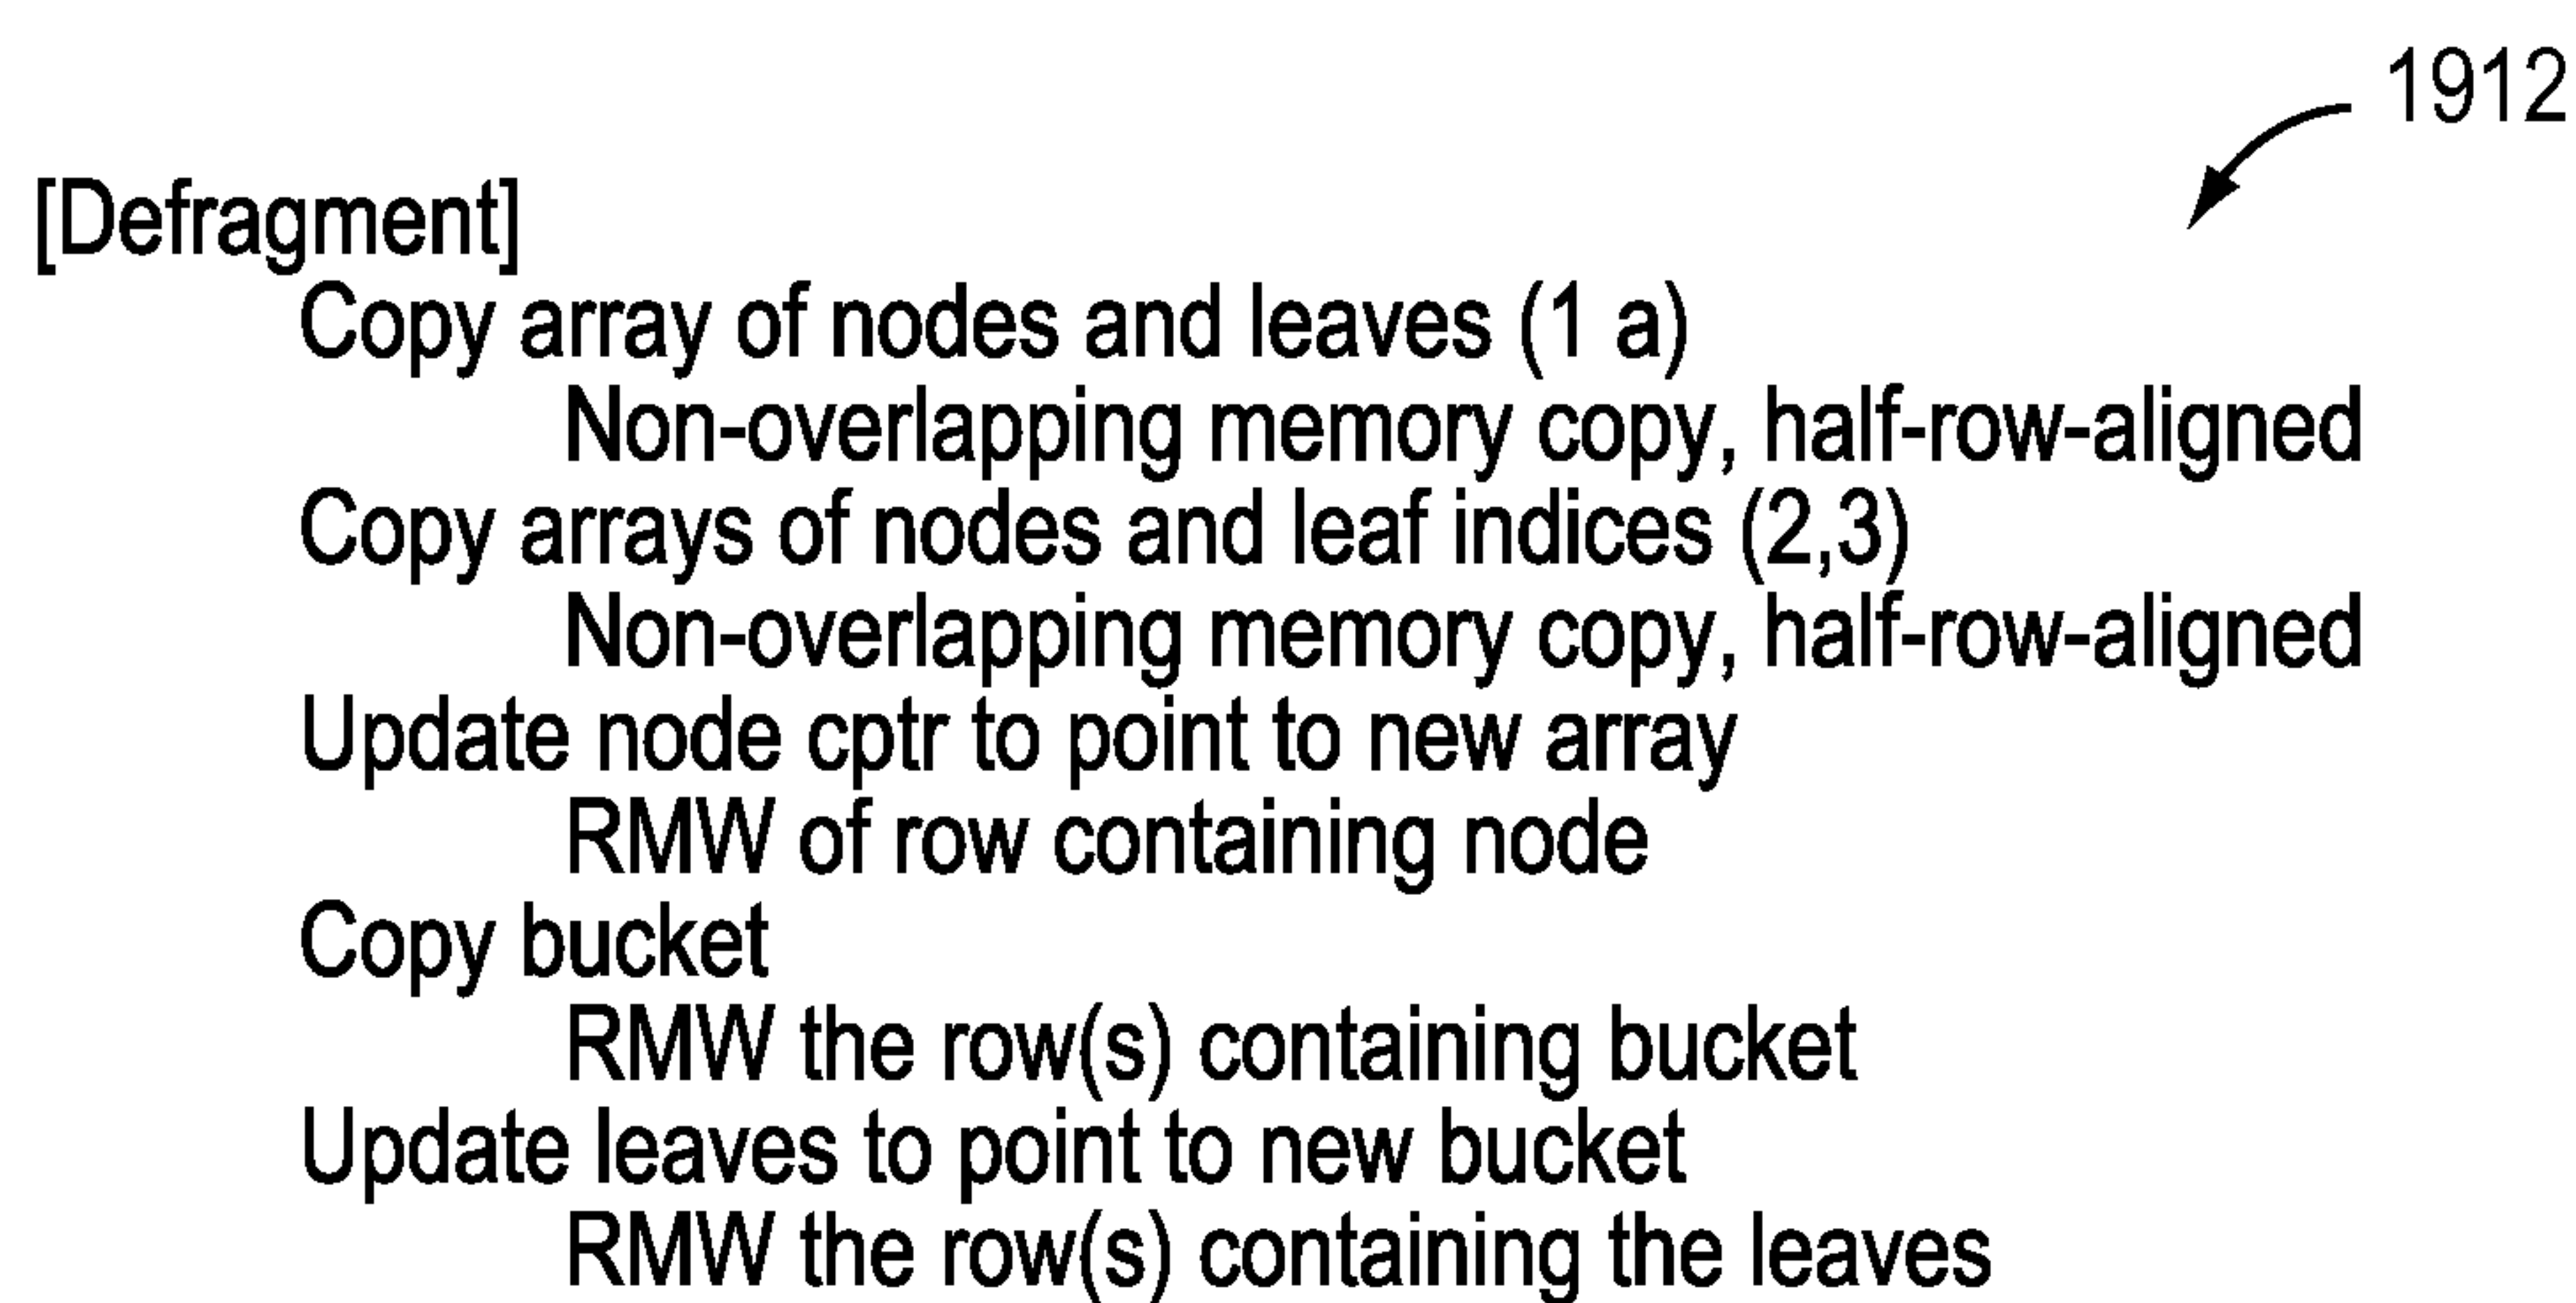 1912
[Defragment]
Copy array of nodes and leaves (1 a)
Non-overlapping memory copy, half-row-aligned
Copy arrays of nodes and leaf indices (2,3)
Non-overlapping memory copy, half-row-aligned
Update node cptr to point to new array
RMW of row containing node
Copy bucket
RMW the row(s) containing bucket
Update leaves to point to new bucket
RMW the row(s) containing the leaves